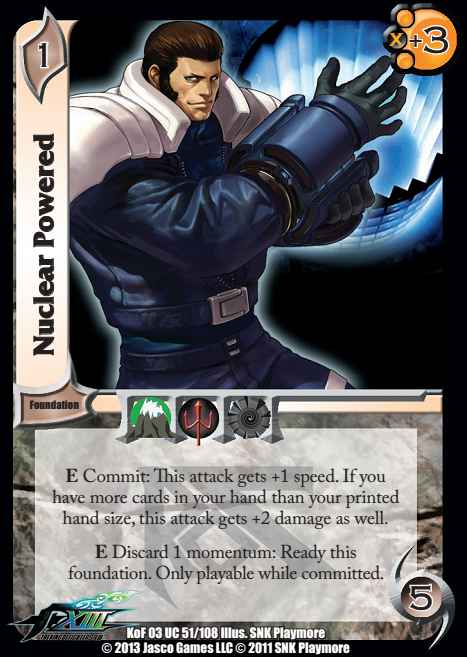 1
X +3
Nuclear Powered
Foundation
E Commit: This attack gets +1 speed. If you
have more cards in your hand than your printed
hand size, this attack gets +2 damage as well.
E Discard 1 momentum: Ready this
foundation. Only playable while committed.
5
XIII
KoF 03 UC 51/108 Illus. SNK Playmore
© 2013 Jasco Games LLC © 2011 SNK Playmore